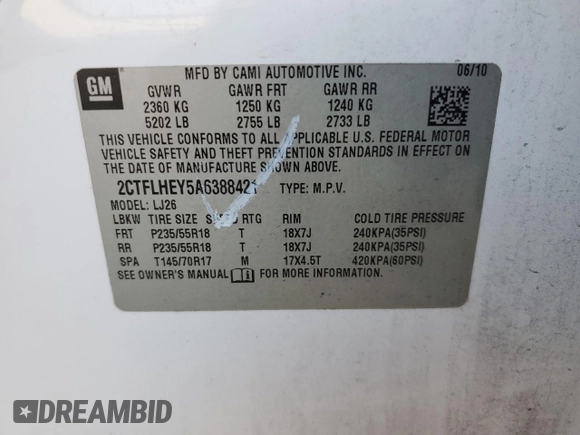 GM
MFD BY CAMI AUTOMOTIVE INC. 06/10
GVWR GAWR FRT GAWR RR
2360 KG 1250 KG 1240 KG
5202 LB 2755 LB 2733 LB
THIS VEHICLE CONFORMS TO ALL APPLICABLE U.S. FEDERAL MOTOR
VEHICLE SAFETY AND THEFT PREVENTION STANDARDS IN EFFECT ON
THE DATE OF MANUFACTURE SHOWN ABOVE.
2CTFLHEY5A6388421 TYPE: M.P.V.
MODEL: LJ26
LBKW TIRE SIZE SPEED RTG RIM COLD TIRE PRESSURE
FRT P235/55R18 T 18X7J 240KPA(35PSI)
RR P235/55R18 T 18X7J 240KPA(35PSI)
SPA T145/70R17 M 17X4.5T 420KPA(60PSI)
SEE OWNER'S MANUAL FOR MORE INFORMATION.
DREAMBID